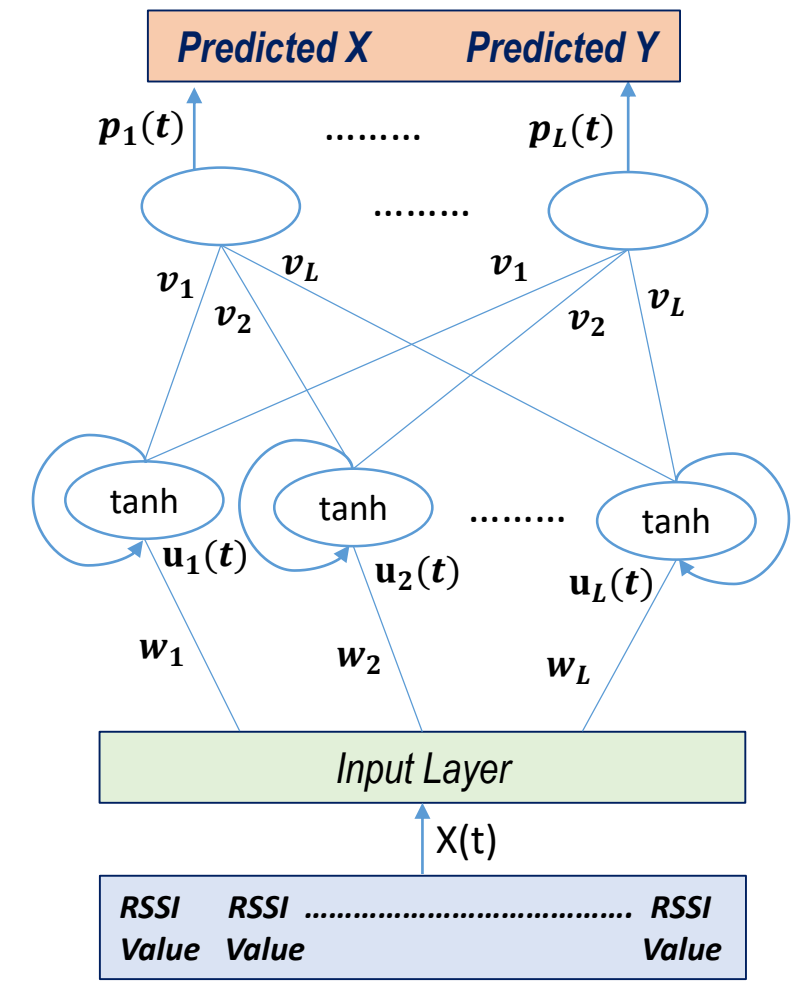 Predicted X Predicted Y
p₁(t) ......... p_L(t)
.........
v₁ v₂ v_L v₁ v₂ v_L
tanh tanh ......... tanh
u₁(t) u₂(t) u_L(t)
w₁ w₂ w_L
Input Layer
X(t)
RSSI RSSI ...................................... RSSI
Value Value Value